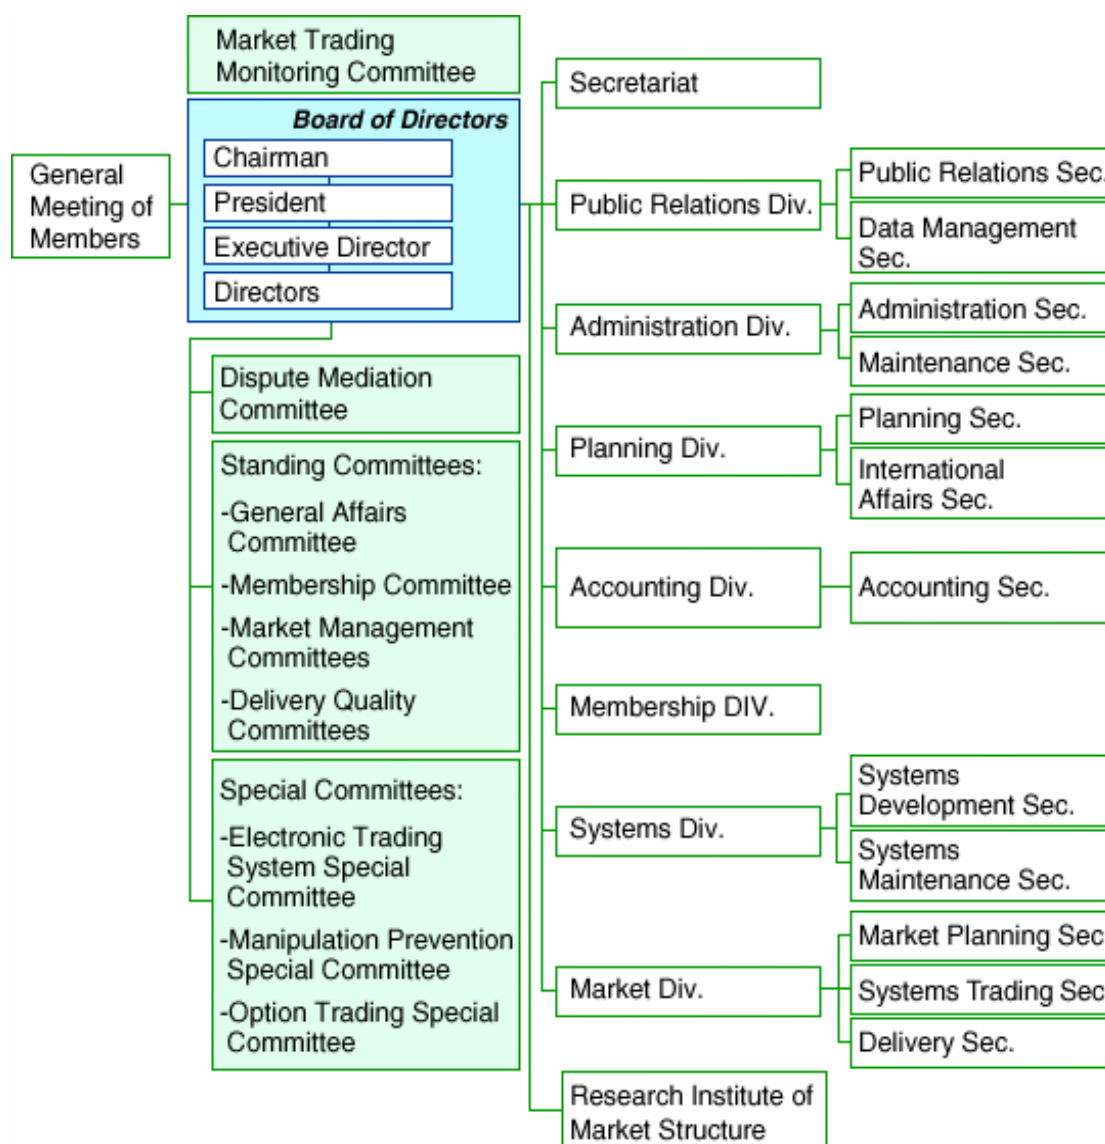 Market Trading
Monitoring Committee
Board of Directors
Chairman
President
Executive Director
Directors
General
Meeting of
Members
Dispute Mediation
Committee
Standing Committees:
-General Affairs
Committee
-Membership Committee
-Market Management
Committees
-Delivery Quality
Committees
Special Committees:
-Electronic Trading
System Special
Committee
-Manipulation Prevention
Special Committee
-Option Trading Special
Committee
Secretariat
Public Relations Div.
Public Relations Sec.
Data Management
Sec.
Administration Div.
Administration Sec.
Maintenance Sec.
Planning Div.
Planning Sec.
International
Affairs Sec.
Accounting Div.
Accounting Sec.
Membership DIV.
Systems Div.
Systems
Development Sec.
Systems
Maintenance Sec.
Market Div.
Market Planning Sec
Systems Trading Sec
Delivery Sec.
Research Institute of
Market Structure